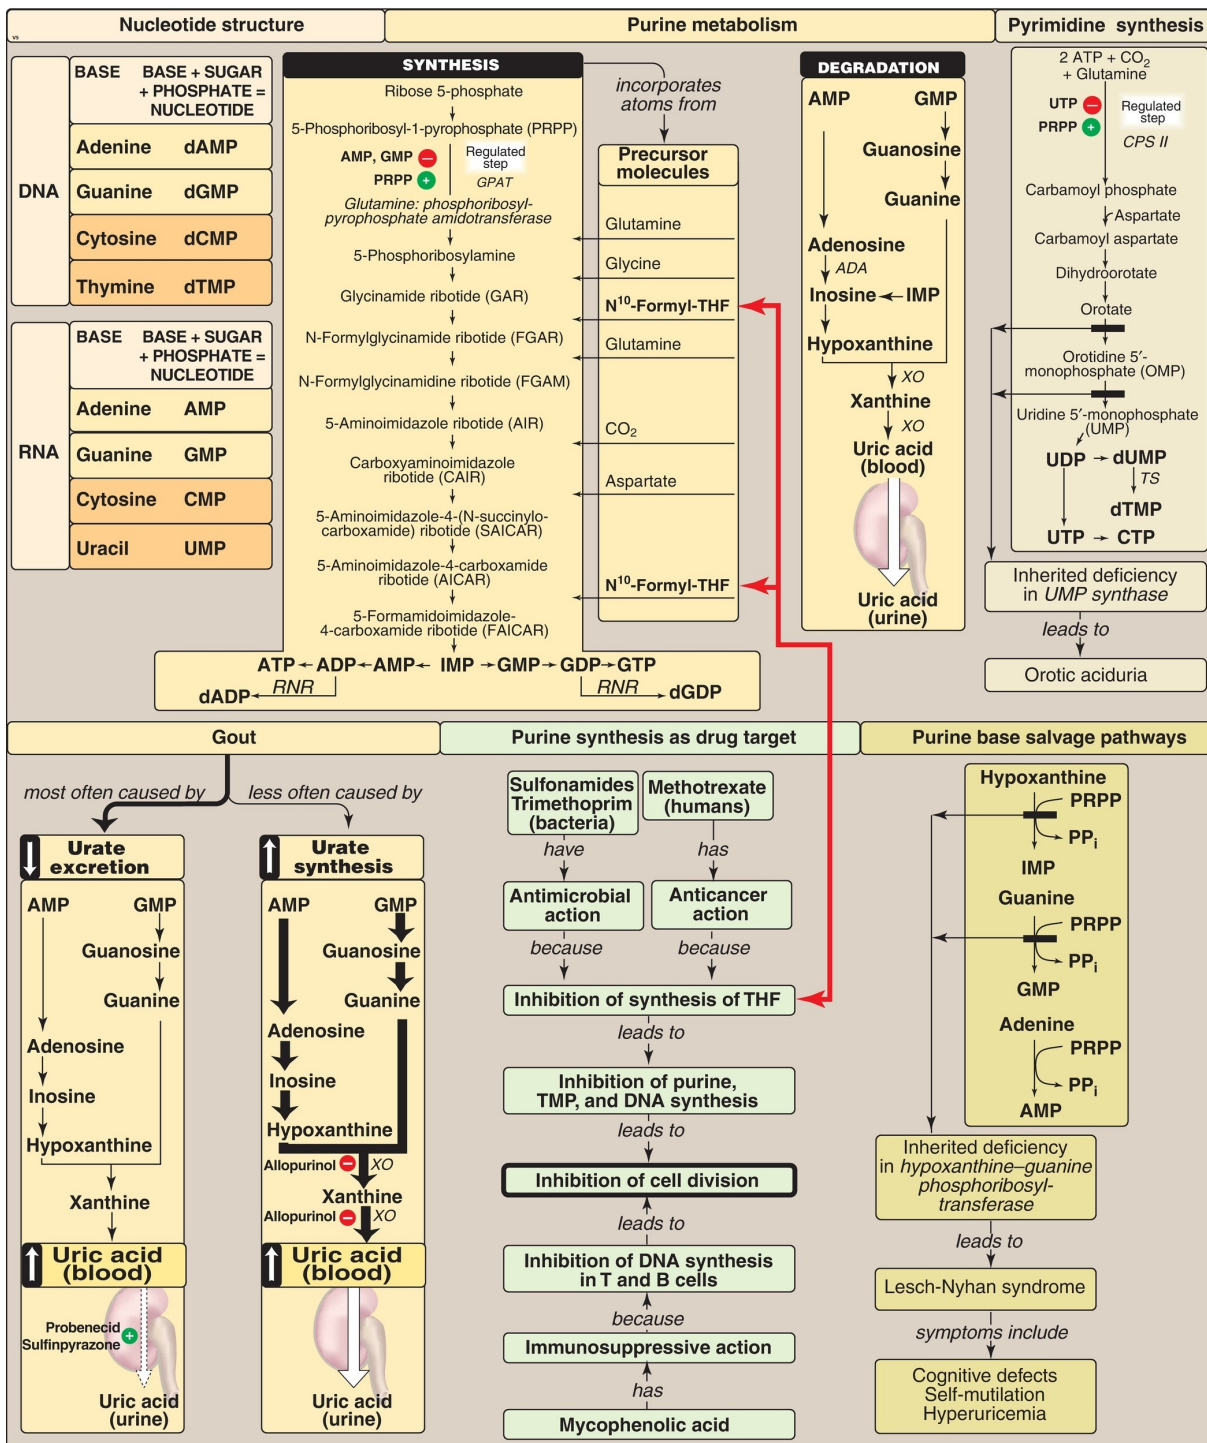 Nucleotide structure
Purine metabolism
Pyrimidine synthesis
vs
DNA
BASE BASE + SUGAR
+ PHOSPHATE =
NUCLEOTIDE
Adenine dAMP
Guanine dGMP
Cytosine dCMP
Thymine dTMP
RNA
BASE BASE + SUGAR
+ PHOSPHATE =
NUCLEOTIDE
Adenine AMP
Guanine GMP
Cytosine CMP
Uracil UMP
SYNTHESIS
Ribose 5-phosphate
5-Phosphoribosyl-1-pyrophosphate (PRPP)
AMP, GMP −
PRPP +
Regulated
step
GPAT
Glutamine: phosphoribosyl-
pyrophosphate amidotransferase
5-Phosphoribosylamine
Glycinamide ribotide (GAR)
N-Formylglycinamide ribotide (FGAR)
N-Formylglycinamidine ribotide (FGAM)
5-Aminoimidazole ribotide (AIR)
Carboxyaminoimidazole
ribotide (CAIR)
5-Aminoimidazole-4-(N-succinylo-
carboxamide) ribotide (SAICAR)
5-Aminoimidazole-4-carboxamide
ribotide (AICAR)
5-Formamidoimidazole-
4-carboxamide ribotide (FAICAR)
ATP ← ADP ← AMP ← IMP → GMP → GDP → GTP
dADP RNR RNR dGDP
incorporates
atoms from
Precursor
molecules
Glutamine
Glycine
N¹⁰-Formyl-THF
Glutamine
CO₂
Aspartate
N¹⁰-Formyl-THF
DEGRADATION
AMP GMP
Guanosine
Guanine
Adenosine
ADA
Inosine ← IMP
Hypoxanthine
XO
Xanthine
XO
Uric acid
(blood)
Uric acid
(urine)
2 ATP + CO₂
+ Glutamine
UTP −
PRPP +
Regulated
step
CPS II
Carbamoyl phosphate
Aspartate
Carbamoyl aspartate
Dihydroorotate
Orotate
Orotidine 5′-
monophosphate (OMP)
Uridine 5′-monophosphate
(UMP)
UDP → dUMP
TS
dTMP
UTP → CTP
Inherited deficiency
in UMP synthase
leads to
Orotic aciduria
Gout
most often caused by
less often caused by
Urate
excretion
AMP GMP
Guanosine
Guanine
Adenosine
Inosine
Hypoxanthine
Xanthine
Uric acid
(blood)
Probenecid
Sulfinpyrazone +
Uric acid
(urine)
Urate
synthesis
AMP GMP
Guanosine
Guanine
Adenosine
Inosine
Hypoxanthine
Allopurinol − XO
Xanthine
Allopurinol − XO
Uric acid
(blood)
Uric acid
(urine)
Purine synthesis as drug target
Sulfonamides
Trimethoprim
(bacteria)
have
Antimicrobial
action
because
Methotrexate
(humans)
has
Anticancer
action
because
Inhibition of synthesis of THF
leads to
Inhibition of purine,
TMP, and DNA synthesis
leads to
Inhibition of cell division
leads to
Inhibition of DNA synthesis
in T and B cells
because
Immunosuppressive action
has
Mycophenolic acid
Purine base salvage pathways
Hypoxanthine
PRPP
PPi
IMP
Guanine
PRPP
PPi
GMP
Adenine
PRPP
PPi
AMP
Inherited deficiency
in hypoxanthine–guanine
phosphoribosyl-
transferase
leads to
Lesch-Nyhan syndrome
symptoms include
Cognitive defects
Self-mutilation
Hyperuricemia